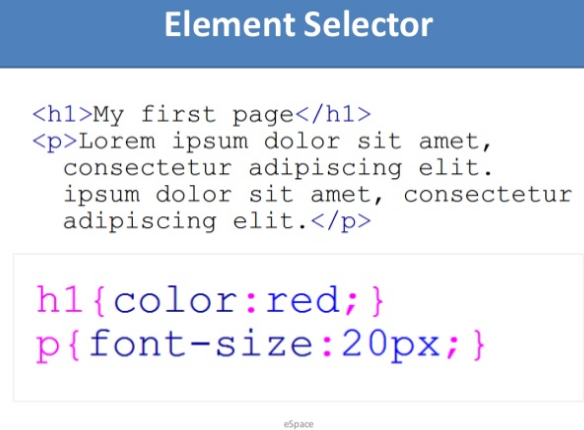 Element Selector
<h1>My first page</h1>
<p>Lorem ipsum dolor sit amet,
consectetur adipiscing elit.
ipsum dolor sit amet, consectetur
adipiscing elit.</p>
h1{color:red;}
p{font-size:20px;}
eSpace